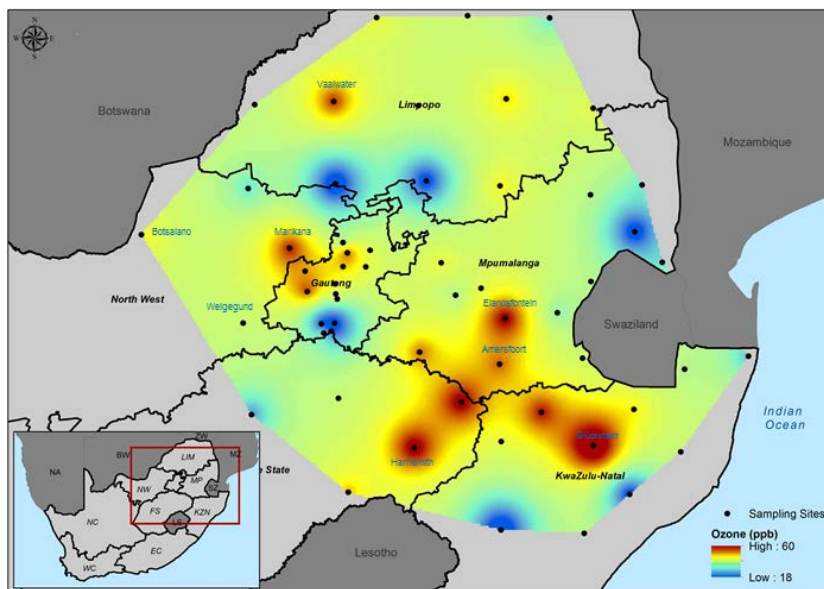 N
W E
S
Botswana
Vaalwater
Limpopo
Mozambique
Botsalano
Marikana
Mpumalanga
North West
Gauteng
Welgegund
Elandsfontein
Swaziland
Amersfoort
Indian
Ocean
Harrismith
KwaZulu-Natal
e State
Lesotho
Sampling Sites
Ozone (ppb)
High : 60
Low : 18
ZW
NA
BW
MZ
LIM
NW
MP
SZ
FS
KZN
NC
LS
EC
WC